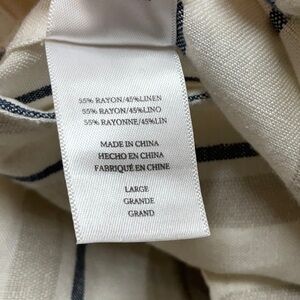 55% RAYON/45%LINEN
55% RAYON/45%LINO
55% RAYONNE/45%LIN
MADE IN CHINA
HECHO EN CHINA
FABRIQUÉ EN CHINE
LARGE
GRANDE
GRAND